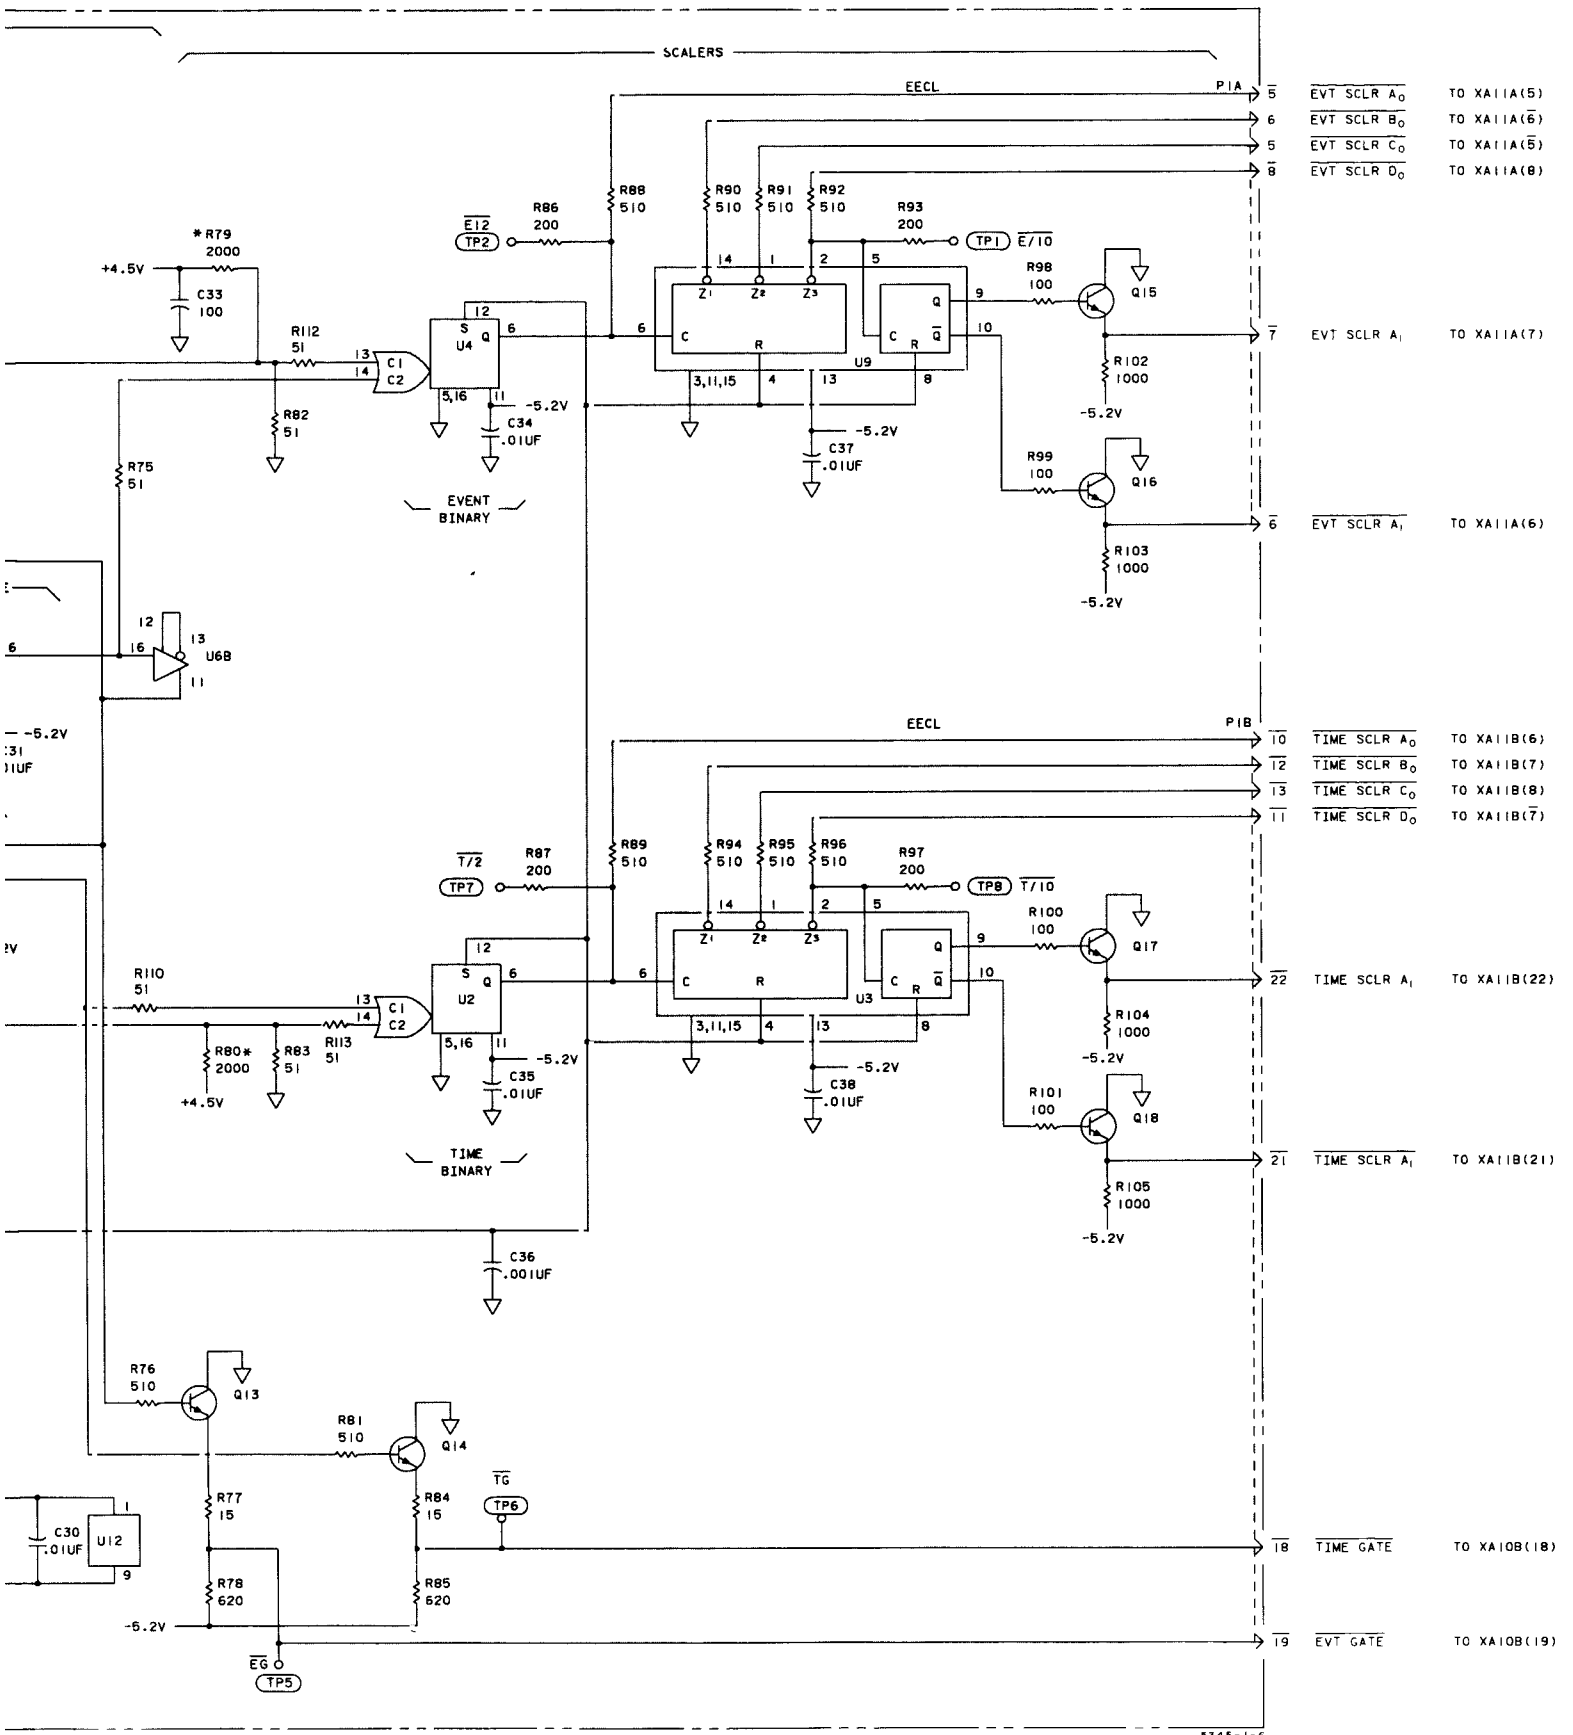 SCALERS
EECL
P1A
5 EVT SCLR A0 TO XA11A(5)
6 EVT SCLR B0 TO XA11A(6)
5 EVT SCLR C0 TO XA11A(5)
8 EVT SCLR D0 TO XA11A(8)
R88
510
R90
510
R91
510
R92
510
R86
200
E12
TP2
R93
200
TP1
E/10
*R79
2000
+4.5V
C33
100
R112
51
13
14
C1
C2
S
12
U4
Q
6
5,16
11
-5.2V
C34
.01UF
R82
51
R75
51
EVENT
BINARY
14
1
2
5
Z1
Z2
Z3
6
C
R
Q
Q
C
R
9
10
U9
3,11,15
4
13
8
-5.2V
C37
.01UF
R98
100
Q15
7 EVT SCLR A1 TO XA11A(7)
R102
1000
-5.2V
R99
100
Q16
6 EVT SCLR A1 TO XA11A(6)
R103
1000
-5.2V
E
6
12
13
16
U6B
11
-5.2V
C31
.01UF
EECL
P1B
10 TIME SCLR A0 TO XA11B(6)
12 TIME SCLR B0 TO XA11B(7)
13 TIME SCLR C0 TO XA11B(8)
11 TIME SCLR D0 TO XA11B(7)
R89
510
R94
510
R95
510
R96
510
T/2
TP7
R87
200
R97
200
TP8
T/10
2V
R110
51
13
14
C1
C2
S
12
U2
Q
6
5,16
11
-5.2V
C35
.01UF
R80*
2000
+4.5V
R83
51
R113
51
TIME
BINARY
14
1
2
5
Z1
Z2
Z3
6
C
R
Q
Q
C
R
9
10
U3
3,11,15
4
13
8
-5.2V
C38
.01UF
R100
100
Q17
22 TIME SCLR A1 TO XA11B(22)
R104
1000
-5.2V
R101
100
Q18
21 TIME SCLR A1 TO XA11B(21)
R105
1000
-5.2V
C36
.001UF
R76
510
Q13
R81
510
Q14
R77
15
R84
15
TG
TP6
C30
.01UF
1
U12
9
18 TIME GATE TO XA10B(18)
R78
620
R85
620
-5.2V
19 EVT GATE TO XA10B(19)
EG
TP5